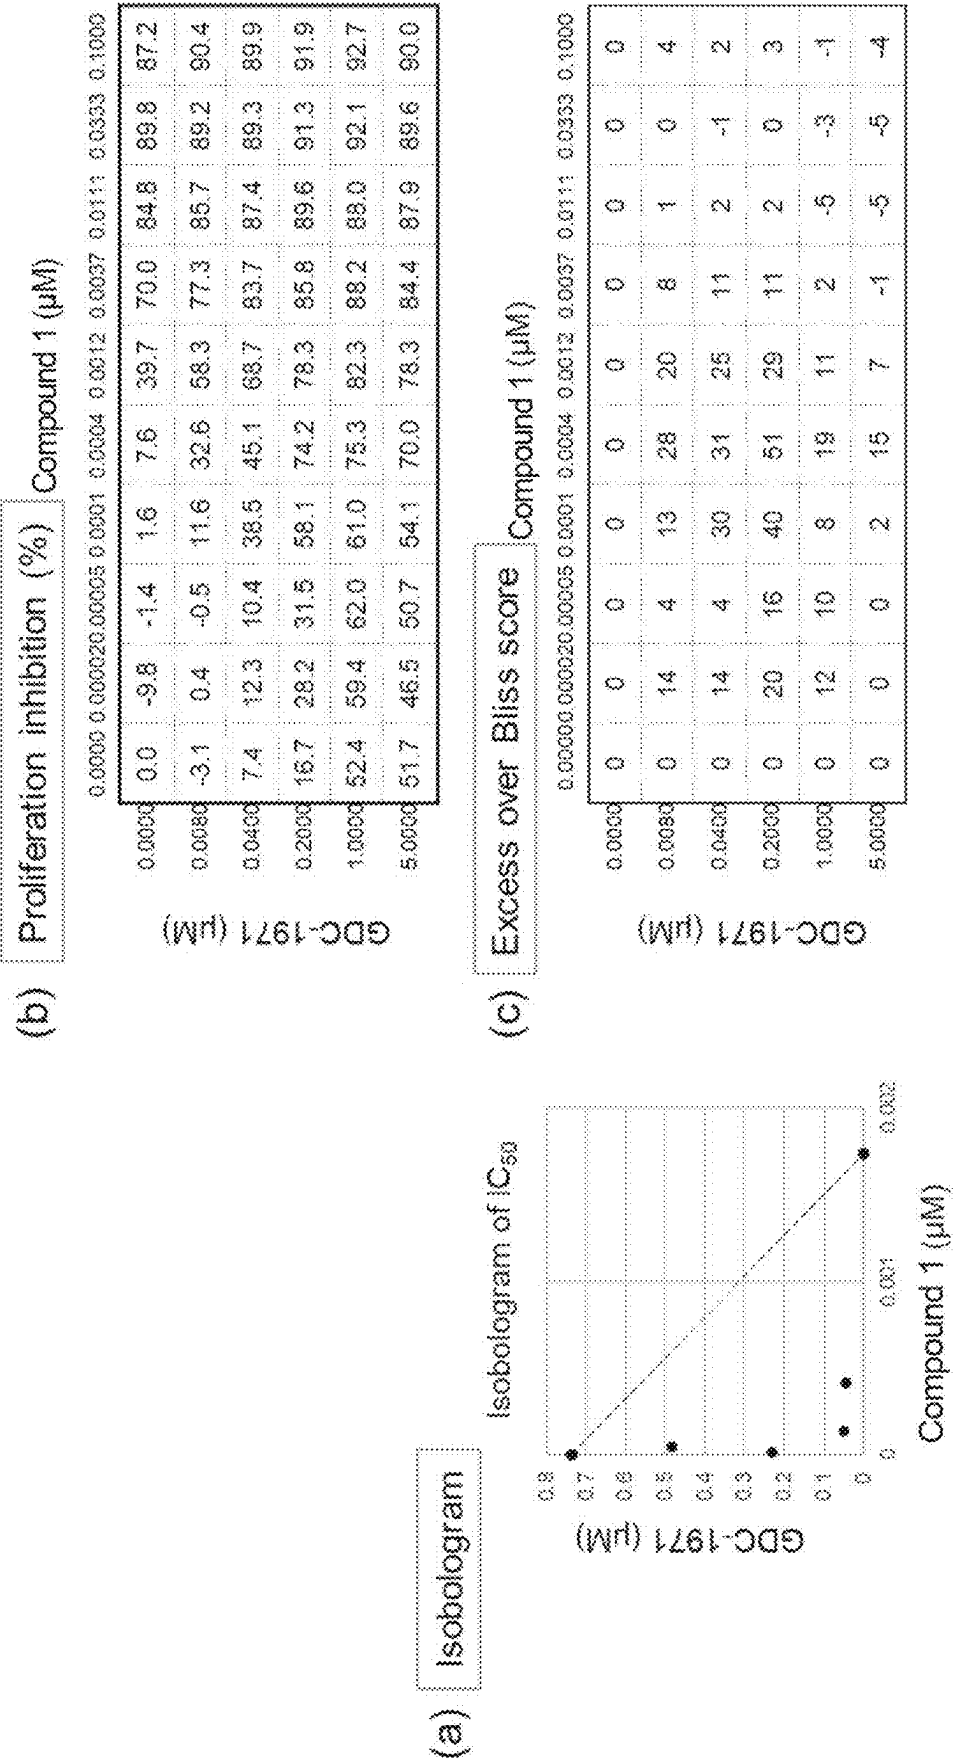 (a) Isobologram
Isobologram of IC50
GDC-1971 (µM)
0.8
0.7
0.6
0.5
0.4
0.3
0.2
0.1
0
0 0.001 0.002
Compound 1 (µM)
(b) Proliferation inhibition (%)
Compound 1 (µM)
0.0000 0.00002 0.00005 0.0001 0.0004 0.0012 0.0037 0.0111 0.0333 0.1000
GDC-1971 (µM)
0.0000 0.0 -9.8 -1.4 1.6 7.6 39.7 70.0 84.8 89.8 87.2
0.0080 -3.1 0.4 -0.5 11.6 32.6 58.3 77.3 85.7 89.2 90.4
0.0400 7.4 12.3 10.4 38.5 45.1 68.7 83.7 87.4 89.3 89.9
0.2000 16.7 28.2 31.5 58.1 74.2 78.3 85.8 89.6 91.3 91.9
1.0000 52.4 59.4 62.0 61.0 75.3 82.3 88.2 88.0 92.1 92.7
5.0000 51.7 46.5 50.7 54.1 70.0 78.3 84.4 87.9 89.6 90.0
(c) Excess over Bliss score
Compound 1 (µM)
0.0000 0.00002 0.00005 0.0001 0.0004 0.0012 0.0037 0.0111 0.0333 0.1000
GDC-1971 (µM)
0.0000 0 0 0 0 0 0 0 0 0 0
0.0080 0 14 4 13 28 20 8 1 0 4
0.0400 0 14 4 30 31 25 11 2 -1 2
0.2000 0 20 16 40 51 29 11 2 0 3
1.0000 0 12 10 8 19 11 2 -5 -3 -1
5.0000 0 0 0 2 15 7 -1 -5 -5 -4